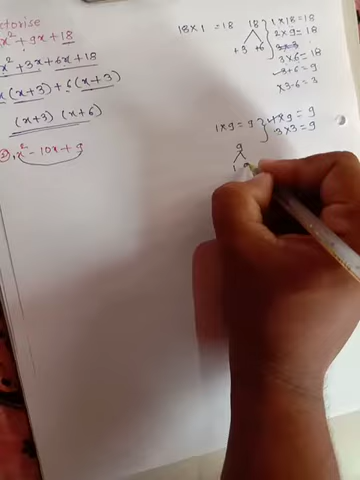 ctorise
x² + 9x + 18
x² + 3x + 6x + 18
x (x+3) + 6 (x+3)
(x+3) (x+6)
x² - 10x + 9
18 x 1 = 18
18
+3 +6
1 x 18 = 18
2 x 9 = 18
3 x 6 = 18
✓ 3 + 6 = 9
x 3 - 6 = 3
1 x 9 = 9
1 x 9 = 9
3 x 3 = 9
9
1 9